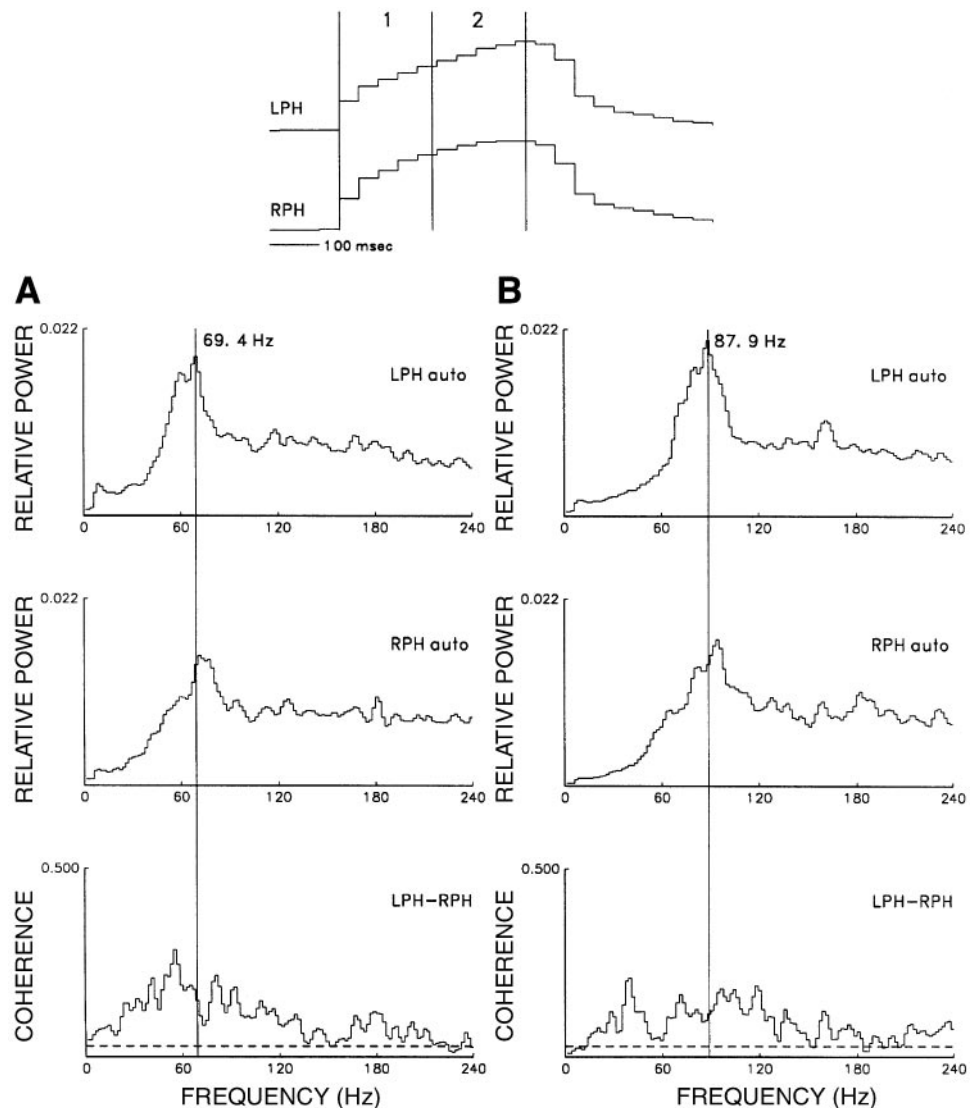 1 2
LPH
RPH
100 msec
A B
0.022 69. 4 Hz LPH auto
RELATIVE POWER
0 60 120 180 240
0.022 87. 9 Hz LPH auto
RELATIVE POWER
0 60 120 180 240
0.022 RPH auto
RELATIVE POWER
0 60 120 180 240
0.022 RPH auto
RELATIVE POWER
0 60 120 180 240
0.500 LPH-RPH
COHERENCE
0 60 120 180 240
FREQUENCY (Hz)
0.500 LPH-RPH
COHERENCE
0 60 120 180 240
FREQUENCY (Hz)